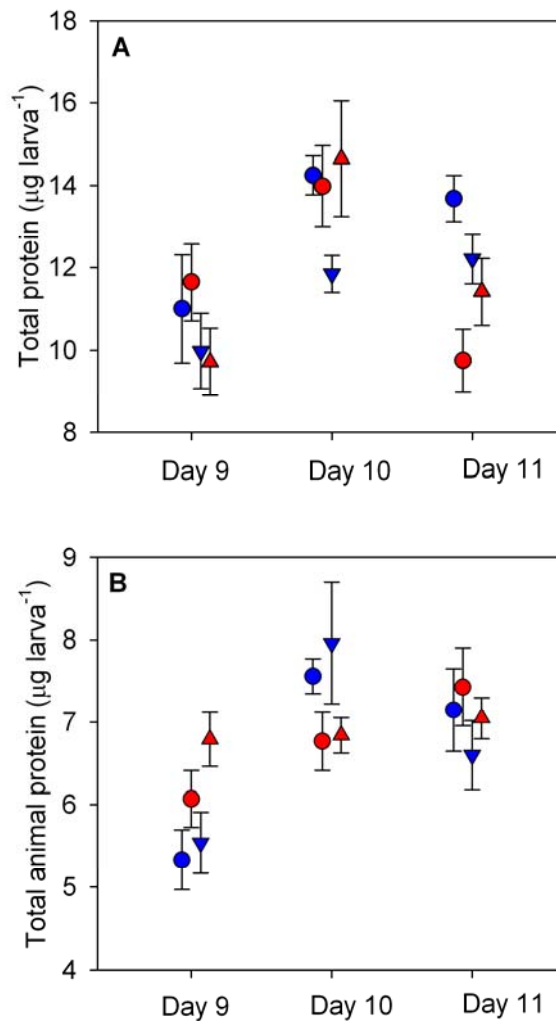 A
Total protein (µg larva⁻¹)
18
16
14
12
10
8
Day 9 Day 10 Day 11
B
Total animal protein (µg larva⁻¹)
9
8
7
6
5
4
Day 9 Day 10 Day 11